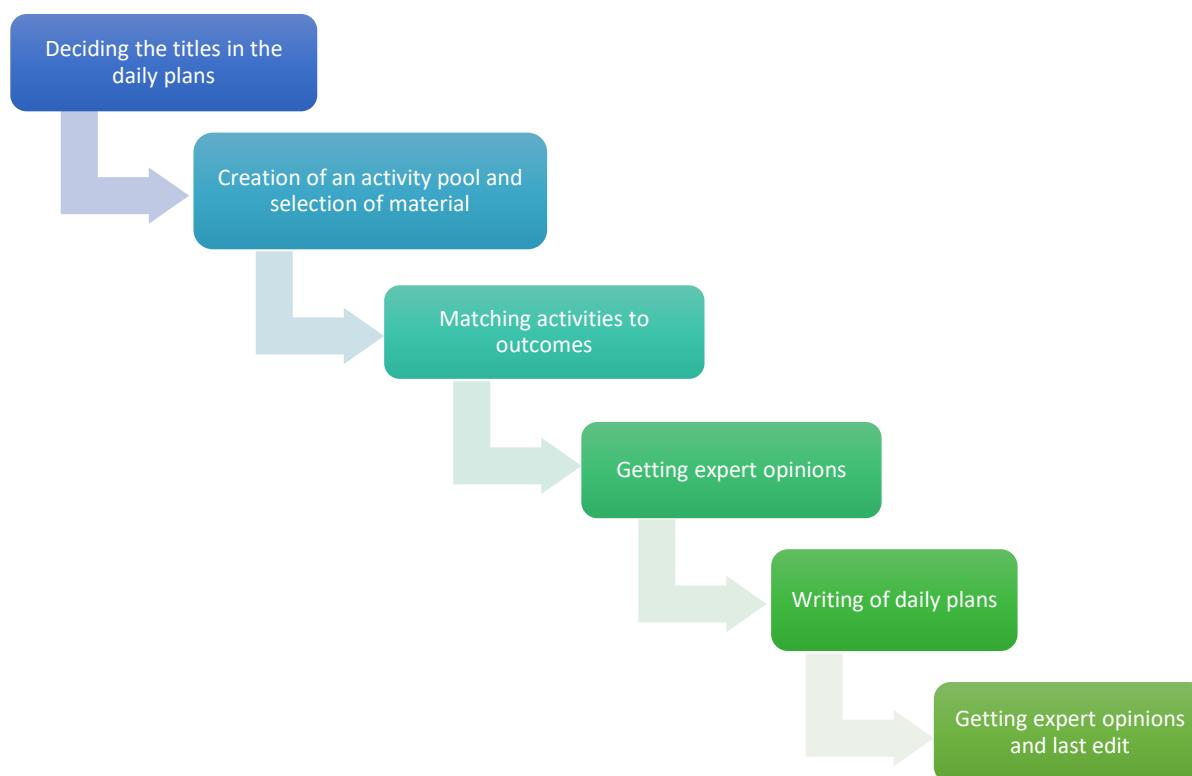 Deciding the titles in the
daily plans
Creation of an activity pool and
selection of material
Matching activities to
outcomes
Getting expert opinions
Writing of daily plans
Getting expert opinions
and last edit